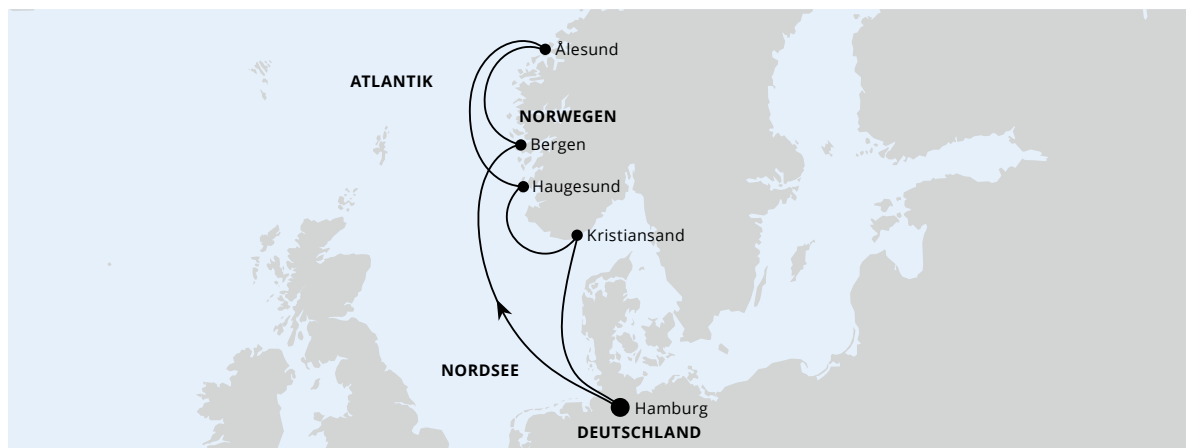 Ålesund
ATLANTIK
NORWEGEN
Bergen
Haugesund
Kristiansand
NORDSEE
Hamburg
DEUTSCHLAND